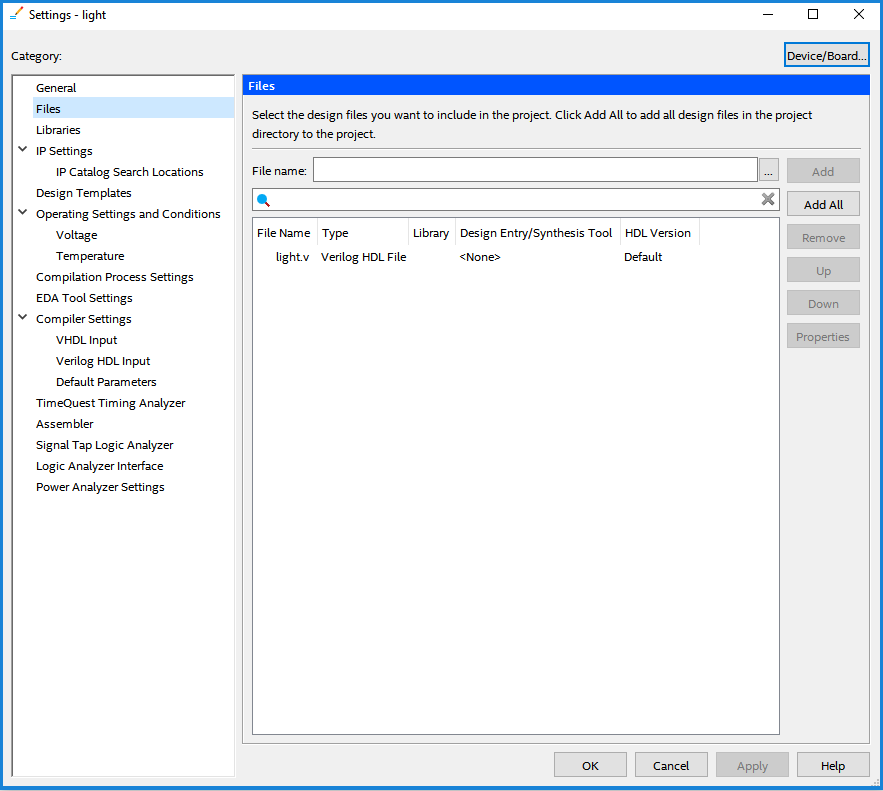 Settings - light
Category:
Device/Board...
General
Files
Libraries
IP Settings
IP Catalog Search Locations
Design Templates
Operating Settings and Conditions
Voltage
Temperature
Compilation Process Settings
EDA Tool Settings
Compiler Settings
VHDL Input
Verilog HDL Input
Default Parameters
TimeQuest Timing Analyzer
Assembler
Signal Tap Logic Analyzer
Logic Analyzer Interface
Power Analyzer Settings
Files
Select the design files you want to include in the project. Click Add All to add all design files in the project
directory to the project.
File name: ... Add
Add All
File Name Type Library Design Entry/Synthesis Tool HDL Version
light.v Verilog HDL File <None> Default
Remove
Up
Down
Properties
OK Cancel Apply Help